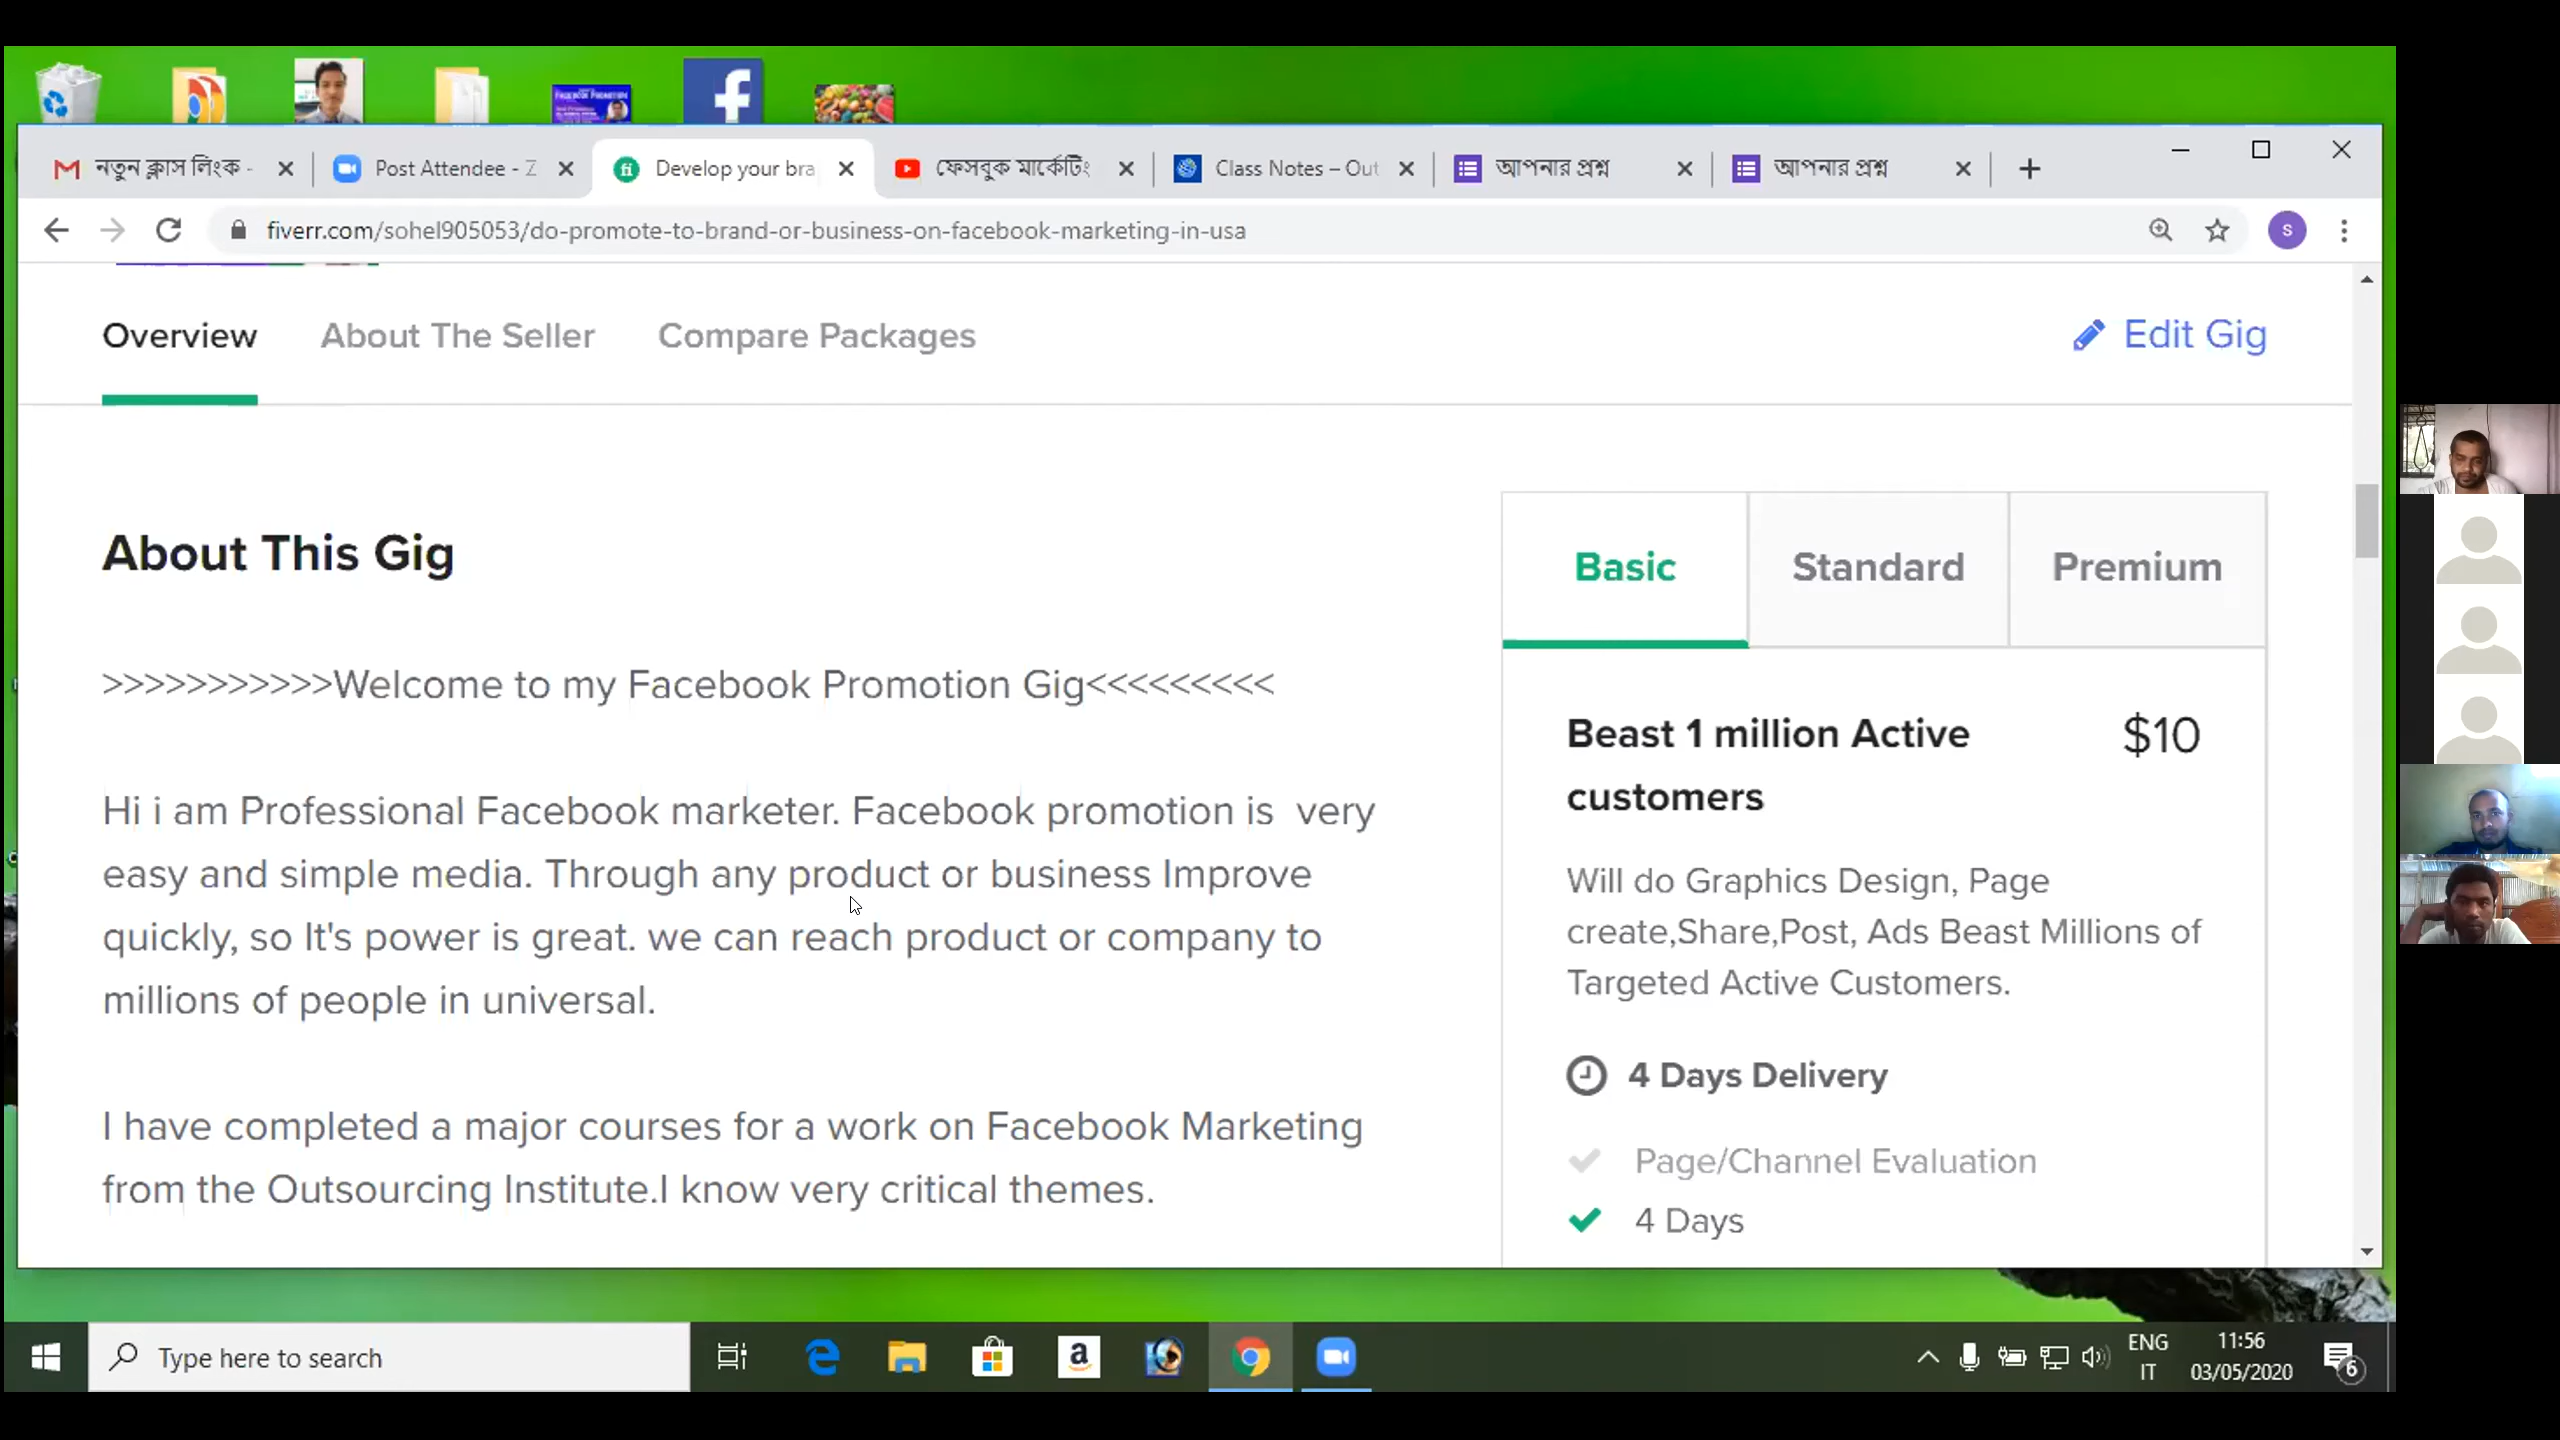 FACEBOOK PROMOTION
নতুন ক্লাস লিংক -
Post Attendee - Z
Develop your bra
ফেসবুক মার্কেটিং
Class Notes – Out
আপনার প্রশ্ন
আপনার প্রশ্ন
fiverr.com/sohel905053/do-promote-to-brand-or-business-on-facebook-marketing-in-usa
S
Overview
About The Seller
Compare Packages
Edit Gig
About This Gig
>>>>>>>>>>>Welcome to my Facebook Promotion Gig<<<<<<<<<
Hi i am Professional Facebook marketer. Facebook promotion is  very
easy and simple media. Through any product or business Improve
quickly, so It's power is great. we can reach product or company to
millions of people in universal.
I have completed a major courses for a work on Facebook Marketing
from the Outsourcing Institute.I know very critical themes.
Basic
Standard
Premium
Beast 1 million Active
$10
customers
Will do Graphics Design, Page
create,Share,Post, Ads Beast Millions of
Targeted Active Customers.
4 Days Delivery
Page/Channel Evaluation
4 Days
Type here to search
ENG
IT
11:56
03/05/2020
6